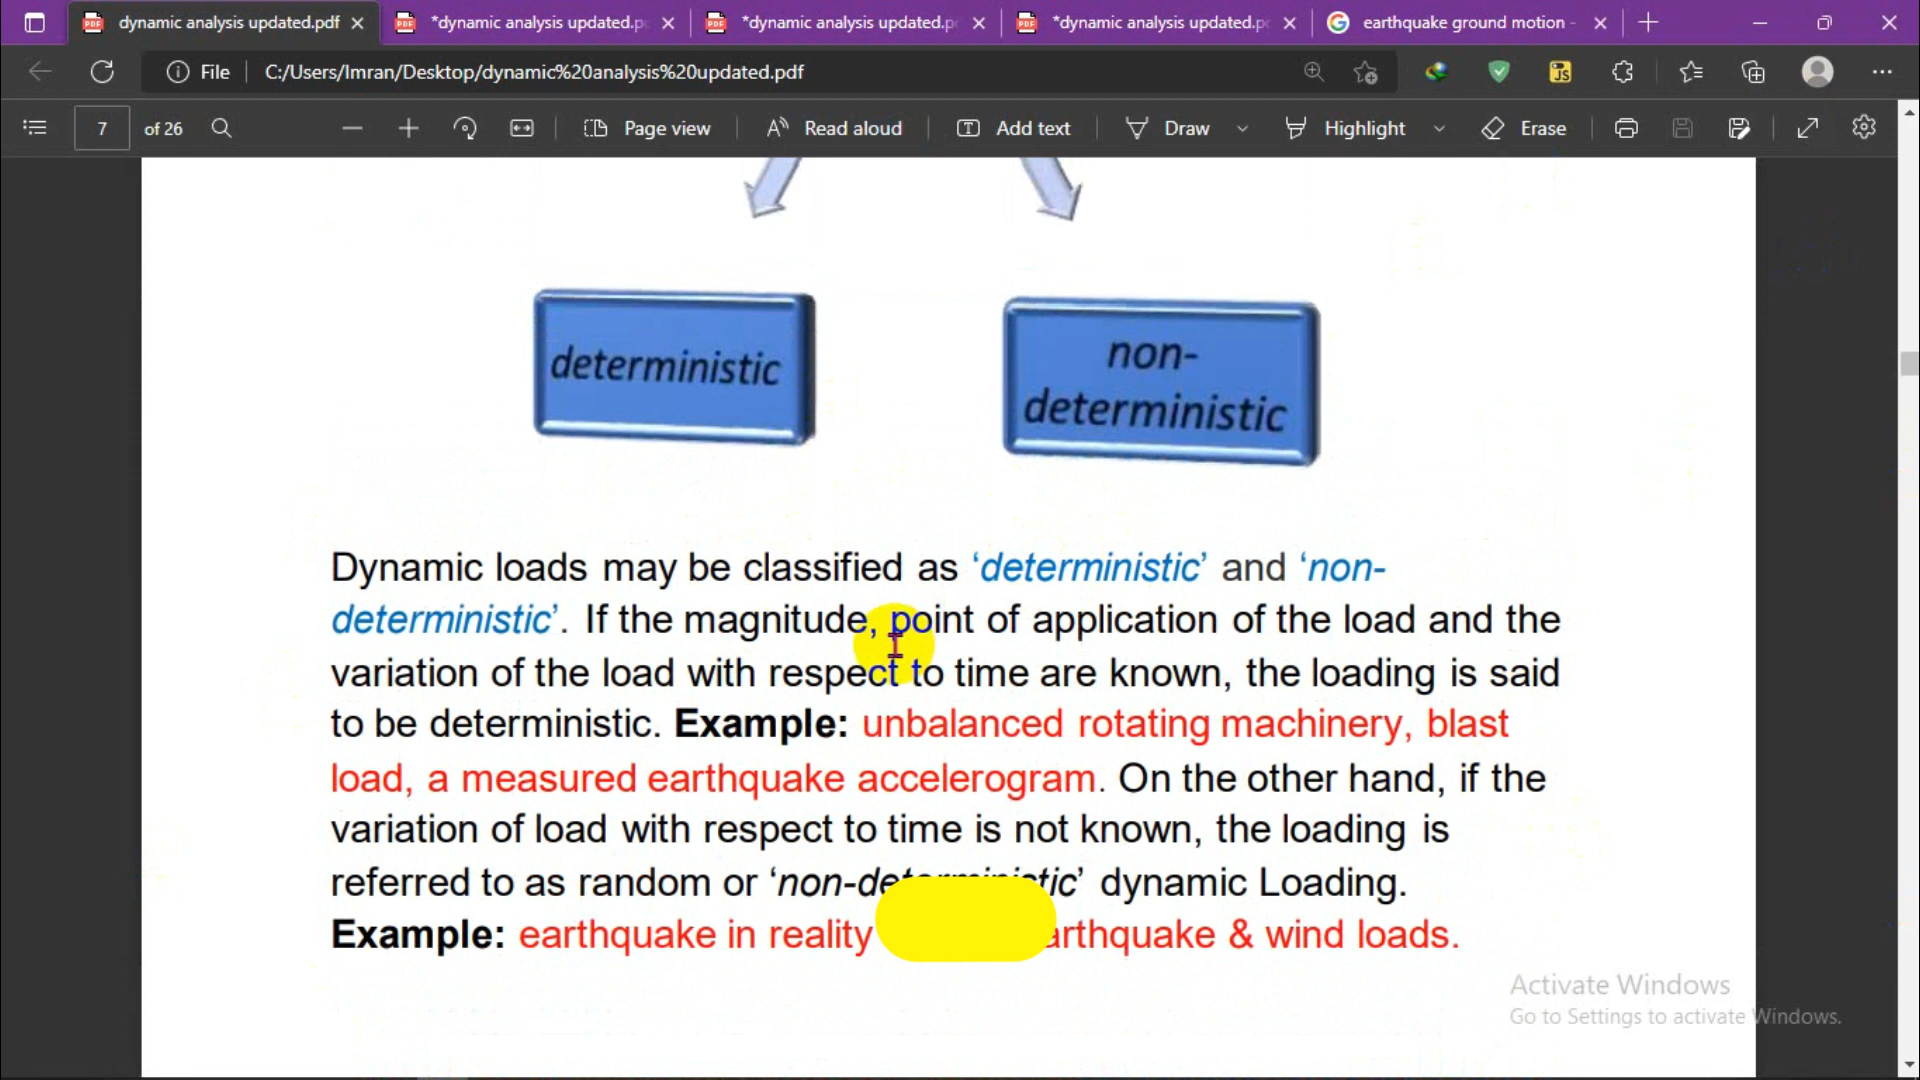 dynamic analysis updated.pdf
*dynamic analysis updated.p
*dynamic analysis updated.p
*dynamic analysis updated.p
earthquake ground motion -
File
C:/Users/Imran/Desktop/dynamic%20analysis%20updated.pdf
7
of 26
Page view
Read aloud
Add text
Draw
Highlight
Erase
deterministic
non-
deterministic
Dynamic loads may be classified as ‘deterministic’ and ‘non-
deterministic’. If the magnitude, point of application of the load and the
variation of the load with respect to time are known, the loading is said
to be deterministic. Example: unbalanced rotating machinery, blast
load, a measured earthquake accelerogram. On the other hand, if the
variation of load with respect to time is not known, the loading is
referred to as random or ‘non-deterministic’ dynamic Loading.
Example: earthquake in reality arthquake & wind loads.
Activate Windows
Go to Settings to activate Windows.